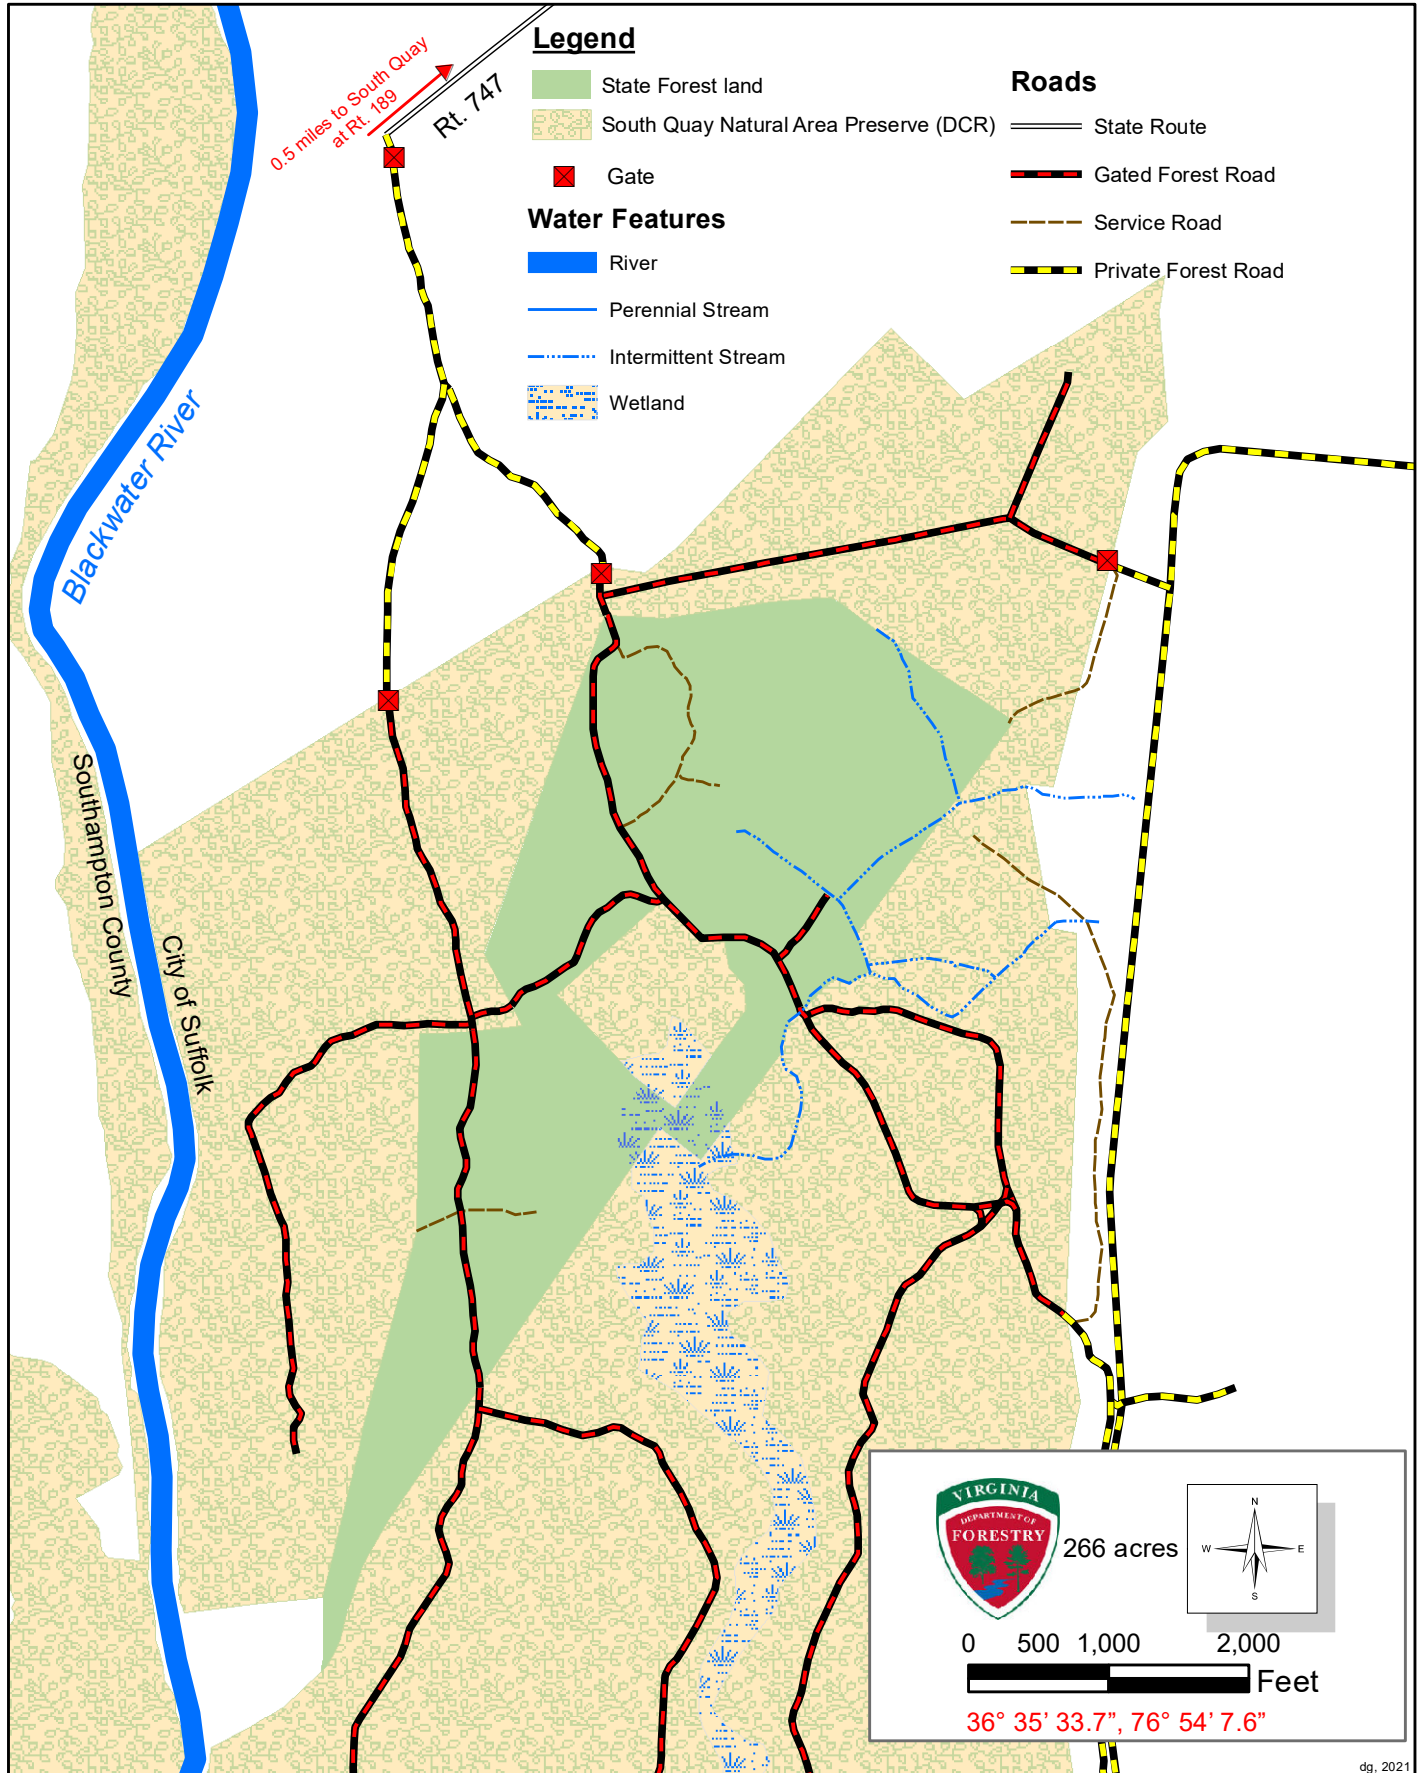 0.5 miles to South Quay
at Rt. 189
Rt. 747
Legend
State Forest land
South Quay Natural Area Preserve (DCR)
Gate
Water Features
River
Perennial Stream
Intermittent Stream
Wetland
Roads
State Route
Gated Forest Road
Service Road
Private Forest Road
Blackwater River
Southampton County
City of Suffolk
VIRGINIA
DEPARTMENT OF
FORESTRY
266 acres
N
W E
S
0 500 1,000 2,000
Feet
36° 35’ 33.7”, 76° 54’ 7.6”
dg, 2021